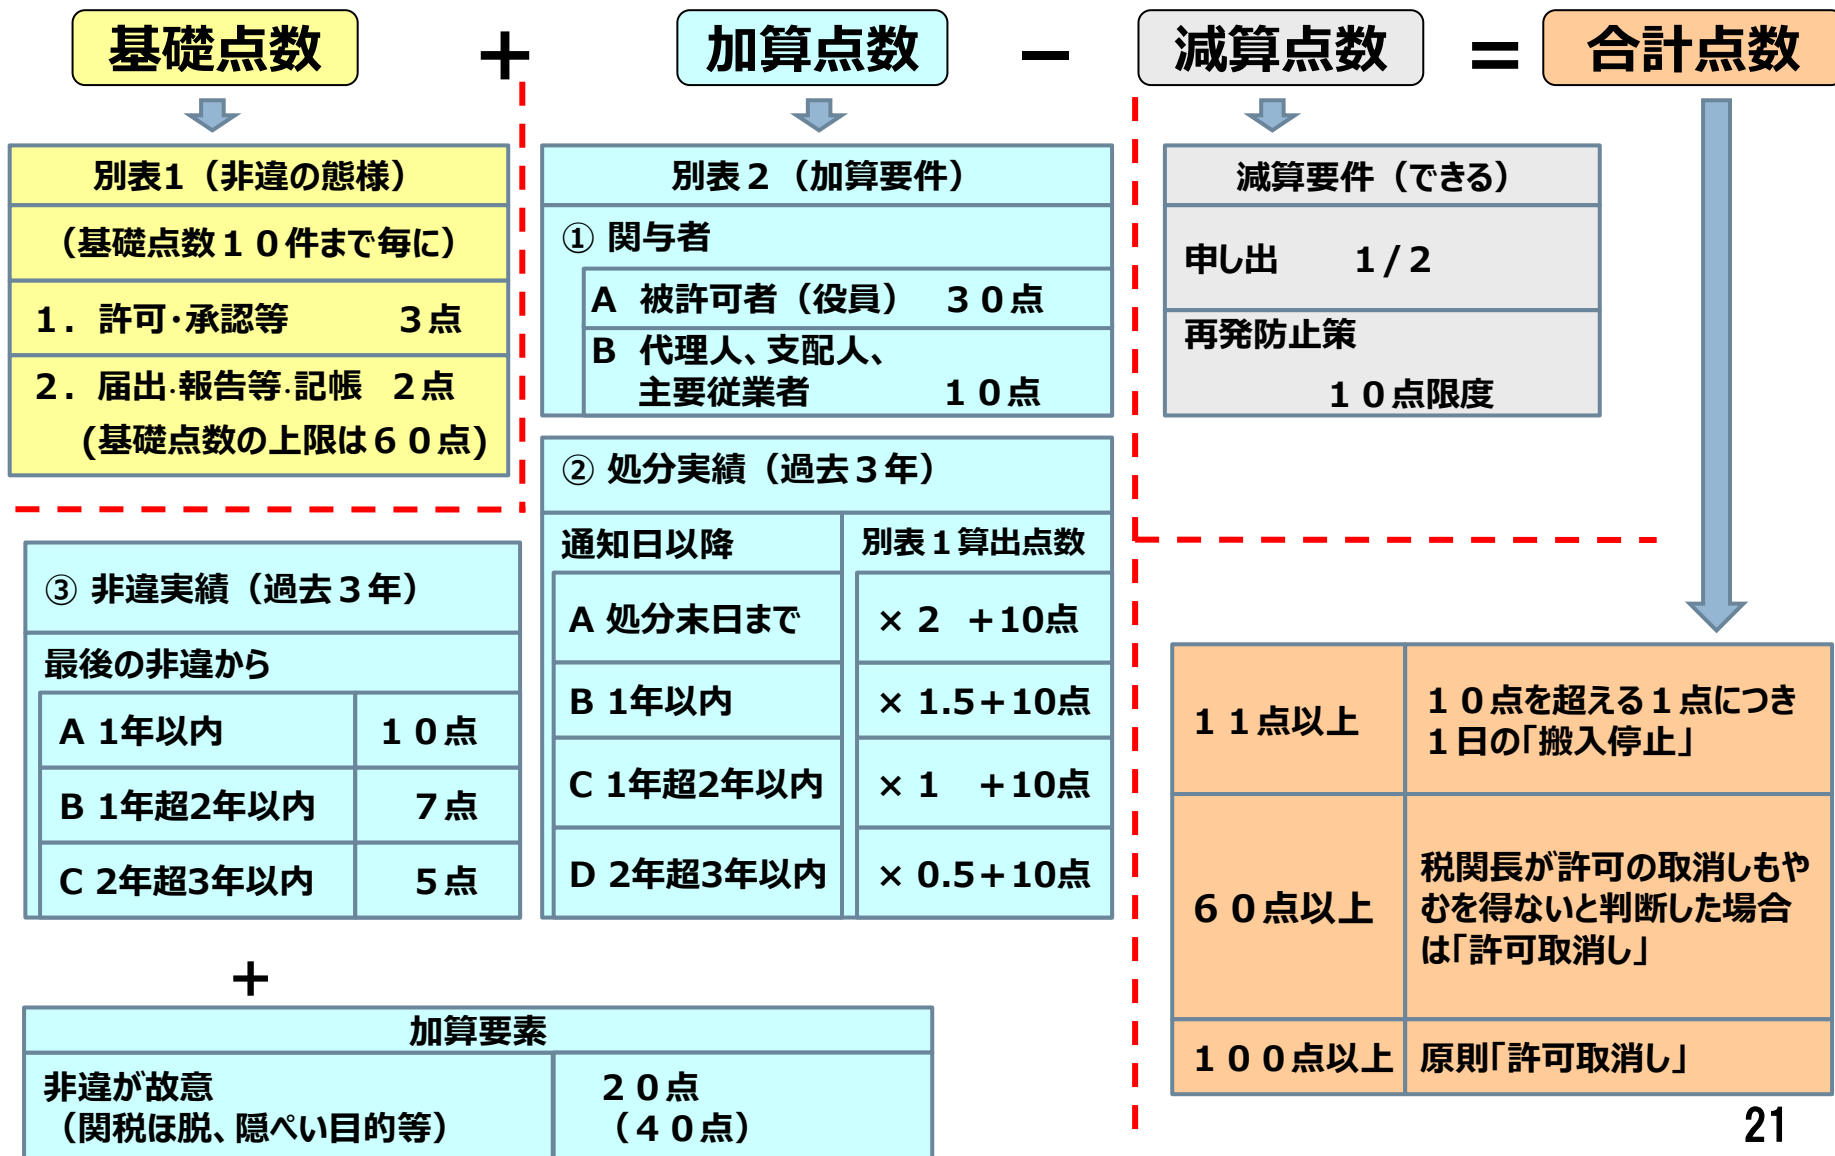 基礎点数 + 加算点数 − 減算点数 = 合計点数
別表1（非違の態様）
（基礎点数１０件まで毎に）
１．許可・承認等　３点
２．届出・報告等・記帳　２点
(基礎点数の上限は６０点)
別表２（加算要件）
① 関与者
A 被許可者（役員）　３０点
B 代理人、支配人、
主要従業者　１０点
② 処分実績（過去３年）
通知日以降　別表１算出点数
A 処分末日まで　× 2 ＋10点
B 1年以内　× 1.5＋10点
C 1年超2年以内　× 1 ＋10点
D 2年超3年以内　× 0.5＋10点
③ 非違実績（過去３年）
最後の非違から
A 1年以内　１０点
B 1年超2年以内　７点
C 2年超3年以内　５点
＋
加算要素
非違が故意　２０点
（関税ほ脱、隠ぺい目的等）　（４０点）
減算要件（できる）
申し出　１/２
再発防止策
１０点限度
１１点以上　１０点を超える１点につき
１日の「搬入停止」
６０点以上　税関長が許可の取消しもや
むを得ないと判断した場合
は「許可取消し」
１００点以上　原則「許可取消し」
21